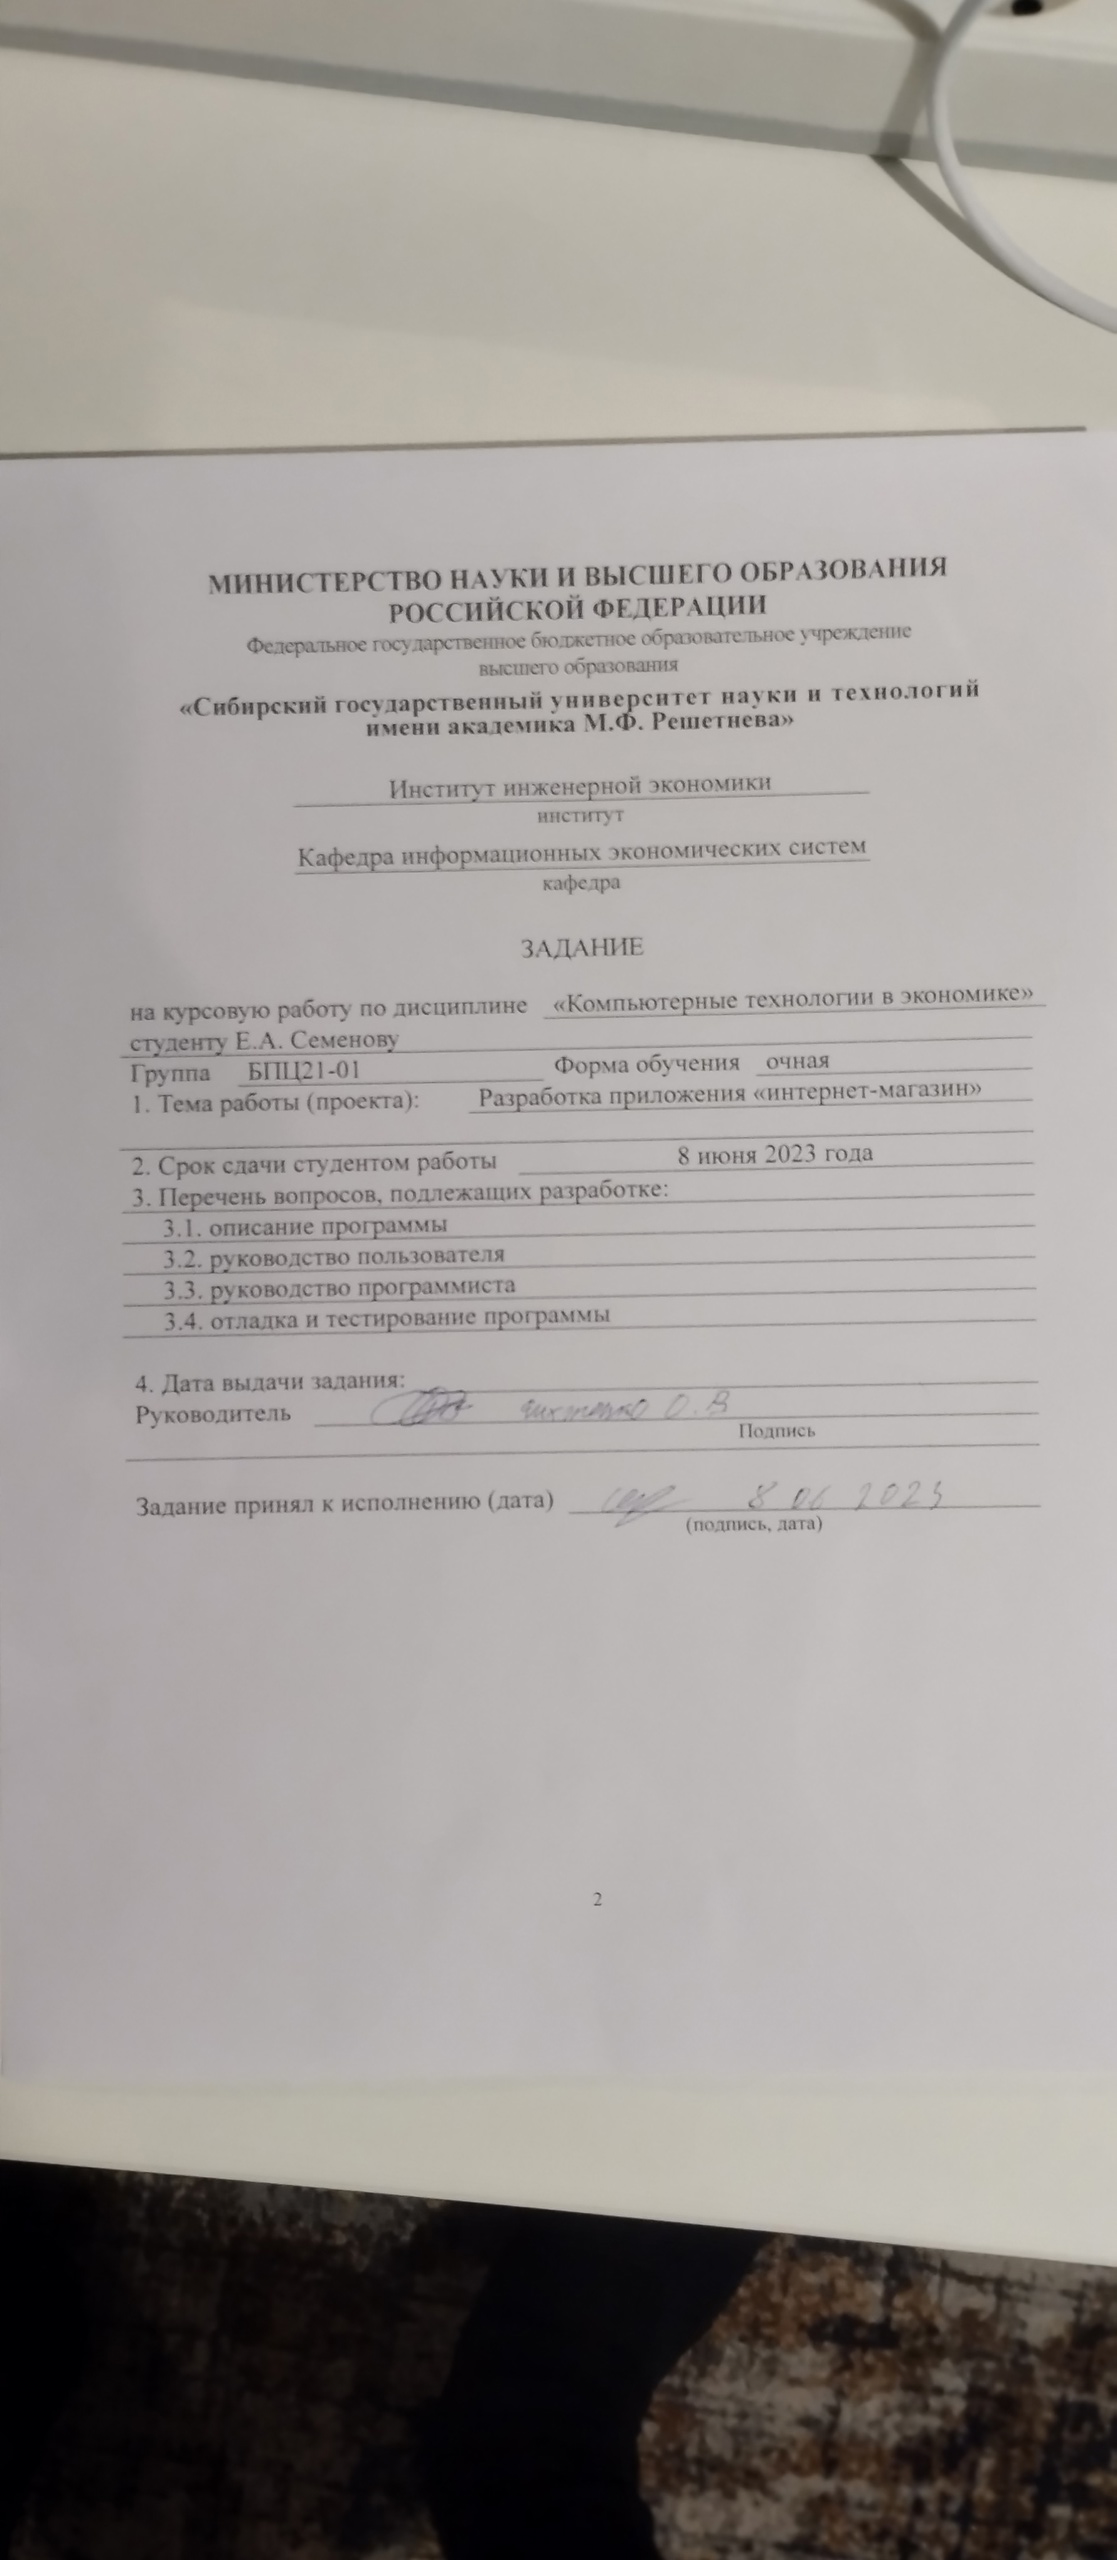 МИНИСТЕРСТВО НАУКИ И ВЫСШЕГО ОБРАЗОВАНИЯ
РОССИЙСКОЙ ФЕДЕРАЦИИ
Федеральное государственное бюджетное образовательное учреждение
высшего образования
«Сибирский государственный университет науки и технологий
имени академика М.Ф. Решетнева»
Институт инженерной экономики
институт
Кафедра информационных экономических систем
кафедра
ЗАДАНИЕ
на курсовую работу по дисциплине «Компьютерные технологии в экономике»
студенту Е.А. Семенову
Группа БПЦ21-01 Форма обучения очная
1. Тема работы (проекта): Разработка приложения «интернет-магазин»
2. Срок сдачи студентом работы 8 июня 2023 года
3. Перечень вопросов, подлежащих разработке:
3.1. описание программы
3.2. руководство пользователя
3.3. руководство программиста
3.4. отладка и тестирование программы
4. Дата выдачи задания:
Руководитель О.В
Подпись
Задание принял к исполнению (дата) 8 06 2023
(подпись, дата)
2